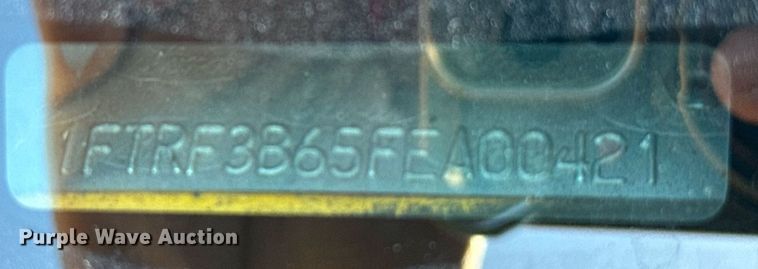 1FTRF3B65FEA00421
Purple Wave Auction